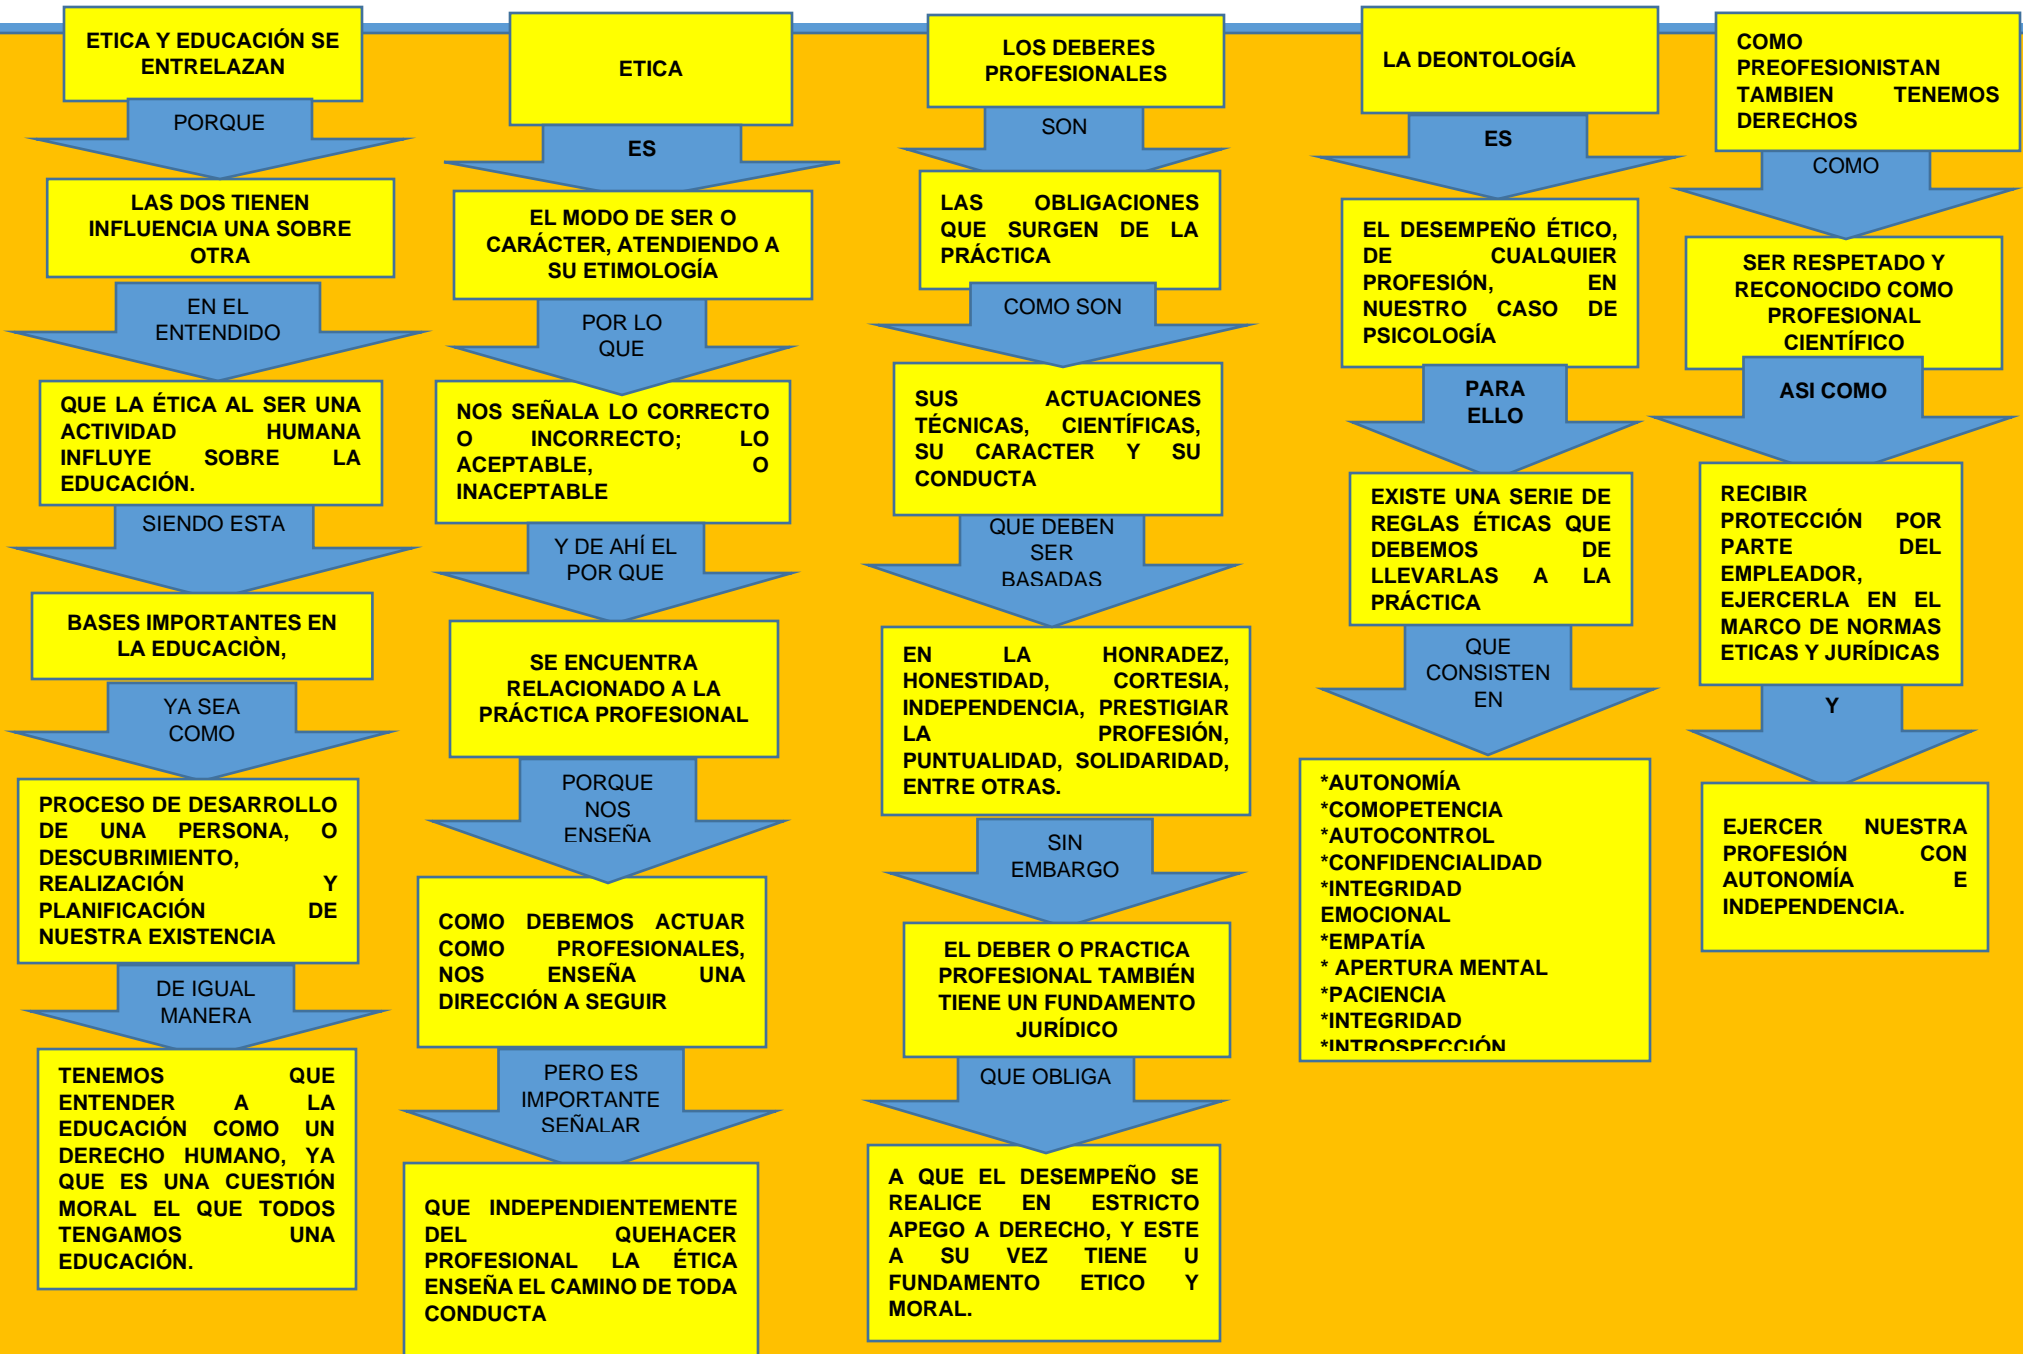 ETICA Y EDUCACIÓN SE
ENTRELAZAN
PORQUE
LAS DOS TIENEN
INFLUENCIA UNA SOBRE
OTRA
EN EL
ENTENDIDO
QUE LA ÉTICA AL SER UNA
ACTIVIDAD HUMANA
INFLUYE SOBRE LA
EDUCACIÓN.
SIENDO ESTA
BASES IMPORTANTES EN
LA EDUCACIÒN,
YA SEA
COMO
PROCESO DE DESARROLLO
DE UNA PERSONA, O
DESCUBRIMIENTO,
REALIZACIÓN Y
PLANIFICACIÓN DE
NUESTRA EXISTENCIA
DE IGUAL
MANERA
TENEMOS QUE
ENTENDER A LA
EDUCACIÓN COMO UN
DERECHO HUMANO, YA
QUE ES UNA CUESTIÓN
MORAL EL QUE TODOS
TENGAMOS UNA
EDUCACIÓN.
ETICA
ES
EL MODO DE SER O
CARÁCTER, ATENDIENDO A
SU ETIMOLOGÍA
POR LO
QUE
NOS SEÑALA LO CORRECTO
O INCORRECTO; LO
ACEPTABLE, O
INACEPTABLE
Y DE AHÍ EL
POR QUE
SE ENCUENTRA
RELACIONADO A LA
PRÁCTICA PROFESIONAL
PORQUE
NOS
ENSEÑA
COMO DEBEMOS ACTUAR
COMO PROFESIONALES,
NOS ENSEÑA UNA
DIRECCIÓN A SEGUIR
PERO ES
IMPORTANTE
SEÑALAR
QUE INDEPENDIENTEMENTE
DEL QUEHACER
PROFESIONAL LA ÉTICA
ENSEÑA EL CAMINO DE TODA
CONDUCTA
LOS DEBERES
PROFESIONALES
SON
LAS OBLIGACIONES
QUE SURGEN DE LA
PRÁCTICA
COMO SON
SUS ACTUACIONES
TÉCNICAS, CIENTÍFICAS,
SU CARACTER Y SU
CONDUCTA
QUE DEBEN
SER
BASADAS
EN LA HONRADEZ,
HONESTIDAD, CORTESIA,
INDEPENDENCIA, PRESTIGIAR
LA PROFESIÓN,
PUNTUALIDAD, SOLIDARIDAD,
ENTRE OTRAS.
SIN
EMBARGO
EL DEBER O PRACTICA
PROFESIONAL TAMBIÉN
TIENE UN FUNDAMENTO
JURÍDICO
QUE OBLIGA
A QUE EL DESEMPEÑO SE
REALICE EN ESTRICTO
APEGO A DERECHO, Y ESTE
A SU VEZ TIENE U
FUNDAMENTO ETICO Y
MORAL.
LA DEONTOLOGÍA
ES
EL DESEMPEÑO ÉTICO,
DE CUALQUIER
PROFESIÓN, EN
NUESTRO CASO DE
PSICOLOGÍA
PARA
ELLO
EXISTE UNA SERIE DE
REGLAS ÉTICAS QUE
DEBEMOS DE
LLEVARLAS A LA
PRÁCTICA
QUE
CONSISTEN
EN
*AUTONOMÍA
*COMOPETENCIA
*AUTOCONTROL
*CONFIDENCIALIDAD
*INTEGRIDAD
EMOCIONAL
*EMPATÍA
* APERTURA MENTAL
*PACIENCIA
*INTEGRIDAD
*INTROSPECCIÓN
COMO
PREOFESIONISTAN
TAMBIEN TENEMOS
DERECHOS
COMO
SER RESPETADO Y
RECONOCIDO COMO
PROFESIONAL
CIENTÍFICO
ASI COMO
RECIBIR
PROTECCIÓN POR
PARTE DEL
EMPLEADOR,
EJERCERLA EN EL
MARCO DE NORMAS
ETICAS Y JURÍDICAS
Y
EJERCER NUESTRA
PROFESIÓN CON
AUTONOMÍA E
INDEPENDENCIA.